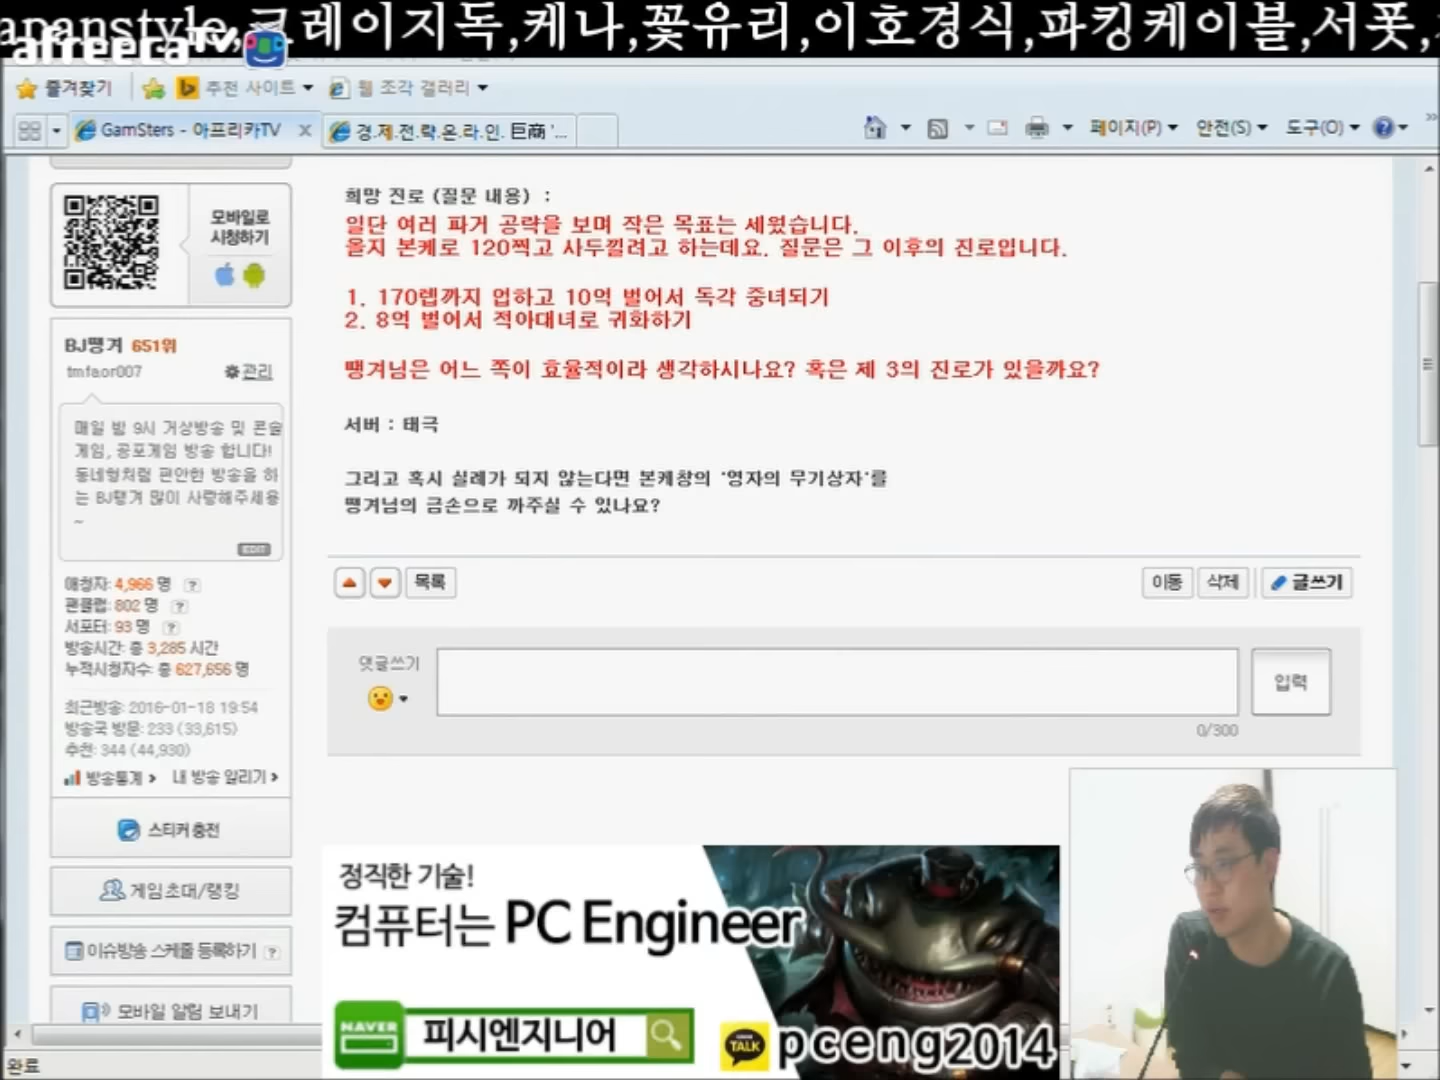 apanstyle,크레이지독,케나,꽃유리,이호경식,파킹케이블,서폿,
afreecaTV
즐겨찾기
추천 사이트
웹 조각 갤러리
GamSters - 아프리카TV
경.제.전.략.온.라.인. 巨商 '...
페이지(P)
안전(S)
도구(O)
모바일로
시청하기
BJ땡겨 651위
tmfaor007
관리
매일 밤 9시 거상방송 및 콘솔
게임, 공포게임 방송 합니다!
동네형처럼 편안한 방송을 하
는 BJ땡겨 많이 사랑해주세용
~
EDIT
애청자: 4,966 명 ?
팬클럽: 802 명 ?
서포터: 93 명 ?
방송시간: 총 3,285 시간
누적시청자수: 총 627,656 명
최근방송: 2016-01-18 19:54
방송국 방문: 233 (33,615)
추천: 344 (44,930)
방송통계
내 방송 알리기
스티커 충전
게임초대/랭킹
이슈방송 스케줄 등록하기 ?
모바일 알림 보내기
완료
희망 진로 (질문 내용) :
일단 여러 파거 공략을 보며 작은 목표는 세웠습니다.
올지 본케로 120찍고 사두낄려고 하는데요. 질문은 그 이후의 진로입니다.
1. 170렙까지 업하고 10억 벌어서 독각 중녀되기
2. 8억 벌어서 적아대녀로 귀화하기
땡겨님은 어느 쪽이 효율적이라 생각하시나요? 혹은 제 3의 진로가 있을까요?
서버 : 태극
그리고 혹시 실례가 되지 않는다면 본케창의 '영자의 무기상자'를
땡겨님의 금손으로 까주실 수 있나요?
목록
이동
삭제
글쓰기
댓글쓰기
입력
0/300
정직한 기술!
컴퓨터는 PC Engineer
NAVER
피시엔지니어
TALK
pceng2014